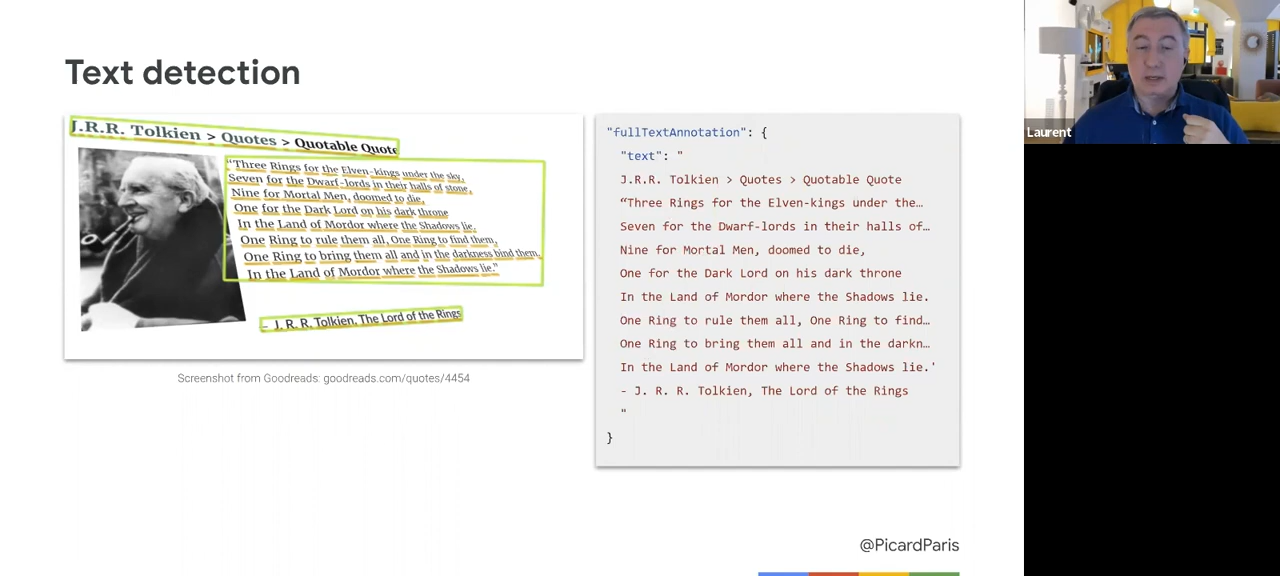 Text detection
J.R.R. Tolkien > Quotes > Quotable Quote
“Three Rings for the Elven-kings under the sky,
Seven for the Dwarf-lords in their halls of stone,
Nine for Mortal Men, doomed to die,
One for the Dark Lord on his dark throne
In the Land of Mordor where the Shadows lie.
One Ring to rule them all, One Ring to find them,
One Ring to bring them all and in the darkness bind them,
In the Land of Mordor where the Shadows lie.”
– J. R. R. Tolkien, The Lord of the Rings
Screenshot from Goodreads: goodreads.com/quotes/4454
"fullTextAnnotation": {
"text": "
J.R.R. Tolkien > Quotes > Quotable Quote
“Three Rings for the Elven-kings under the…
Seven for the Dwarf-lords in their halls of…
Nine for Mortal Men, doomed to die,
One for the Dark Lord on his dark throne
In the Land of Mordor where the Shadows lie.
One Ring to rule them all, One Ring to find…
One Ring to bring them all and in the darkn…
In the Land of Mordor where the Shadows lie.'
- J. R. R. Tolkien, The Lord of the Rings
"
}
@PicardParis
Laurent